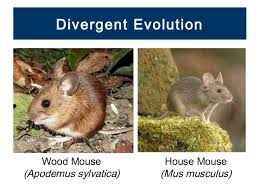 Divergent Evolution
Wood Mouse
House Mouse
(Apodemus sylvatica)
(Mus musculus)